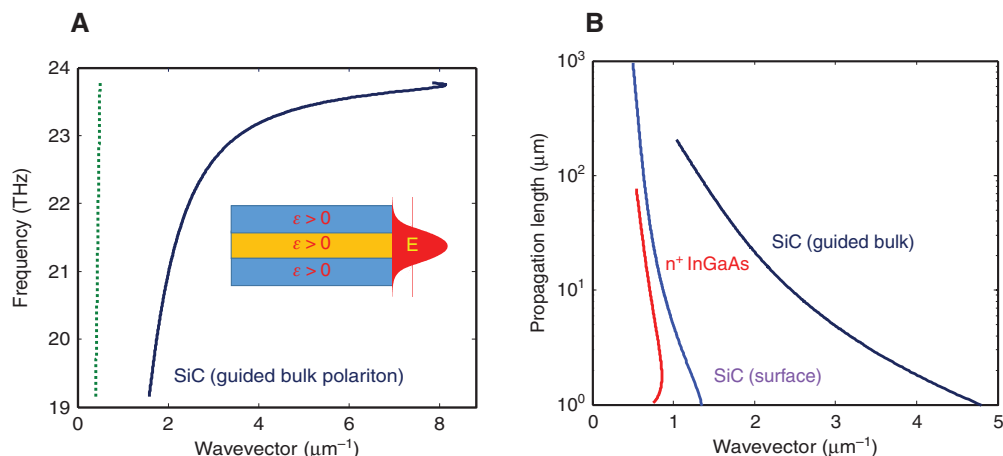 A
24
23
22
21
20
19
Frequency (THz)
ε > 0
ε > 0
E
ε > 0
SiC (guided bulk polariton)
0
2
4
6
8
Wavevector (μm⁻¹)
B
10³
10²
10¹
10⁰
Propagation length (μm)
SiC (guided bulk)
n⁺ InGaAs
SiC (surface)
0
1
2
3
4
5
Wavevector (μm⁻¹)